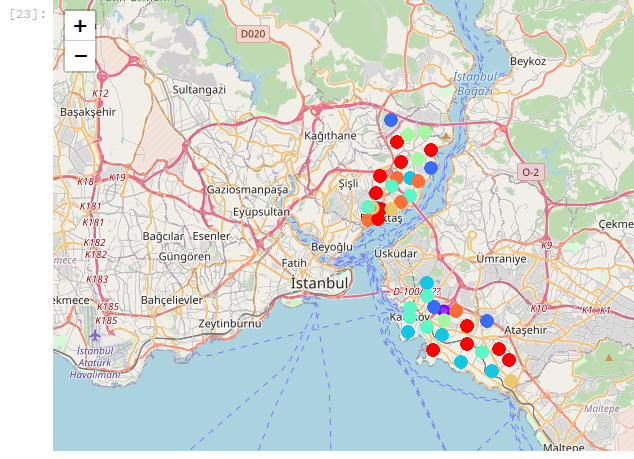 [23]:
+
−
D020
Beykoz
İstanbul
Boğazı
K12
Sultangazi
Başakşehir
Kağıthane
O-2
K18
K19
Şişli
Gaziosmanpaşa
K181
Eyüpsultan
K181
Bağcılar
Esenler
Beyoğlu
K182
Güngören
Üsküdar
Ümraniye
K9
K182
Fatih
K183
İstanbul
ekmece
Bahçelievler
K185
K185
K10
K1
K1
Zeytinburnu
Ataşehir
İstanbul
Atatürk
Havalimanı
Maltepe
Maltepe